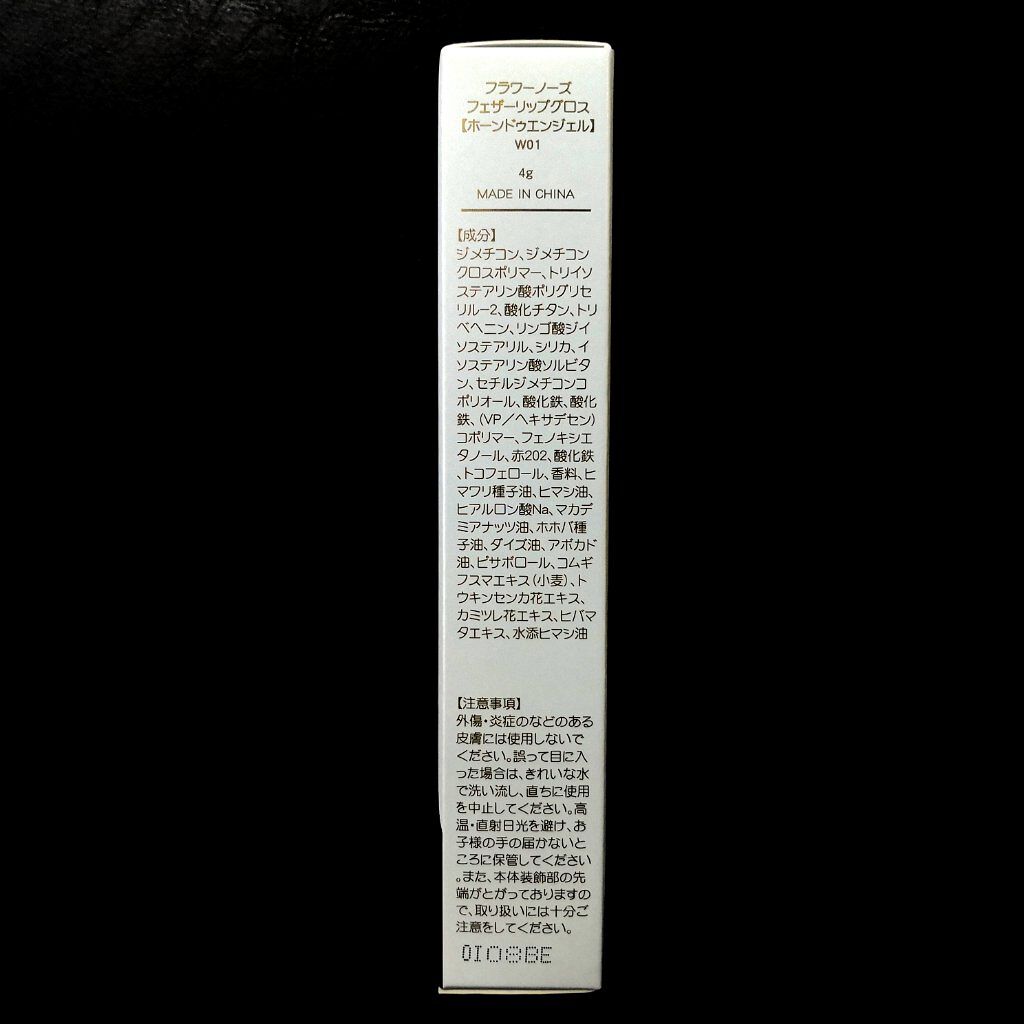 フラワーノーズ
フェザーリップグロス
【ホーンドゥエンジェル】
W01
4g
MADE IN CHINA
【成分】
ジメチコン、ジメチコン
クロスポリマー、トリイソ
ステアリン酸ポリグリセ
リル-2、酸化チタン、トリ
ベヘニン、リンゴ酸ジイ
ソステアリル、シリカ、イ
ソステアリン酸ソルビタ
ン、セチルジメチコンコ
ポリオール、酸化鉄、酸化
鉄、(VP/ヘキサデセン)
コポリマー、フェノキシエ
タノール、赤202、酸化鉄
、トコフェロール、香料、ヒ
マワリ種子油、ヒマシ油、
ヒアルロン酸Na、マカデ
ミアナッツ油、ホホバ種
子油、ダイズ油、アボカド
油、ビサボロール、コムギ
フスマエキス(小麦)、ト
ウキンセンカ花エキス、
カミツレ花エキス、ヒバマ
タエキス、水添ヒマシ油
【注意事項】
外傷・炎症のなどのある
皮膚には使用しないで
ください。誤って目に入
った場合は、きれいな水
で洗い流し、直ちに使用
を中止してください。高
温・直射日光を避け、お
子様の手の届かないと
ころに保管してください
。また、本体装飾部の先
端がとがっておりますの
で、取り扱いには十分ご
注意をしてください。
OIO8BE